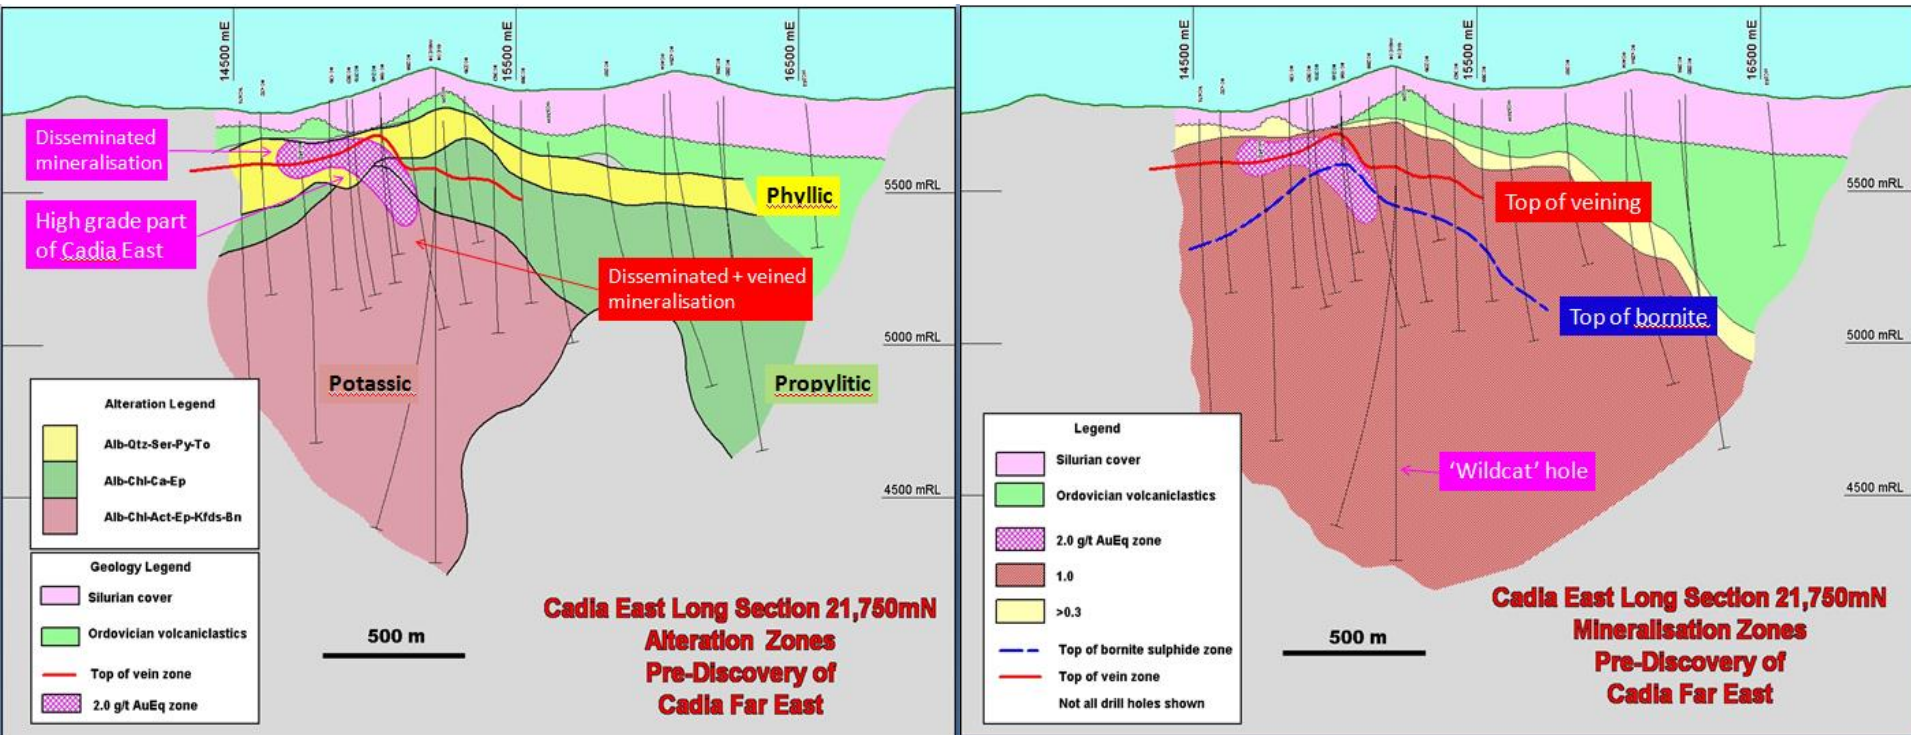 14500 mE
15500 mE
16500 mE
Disseminated
mineralisation
High grade part
of Cadia East
Phyllic
5500 mRL
Disseminated + veined
mineralisation
5000 mRL
Potassic
Propylitic
Alteration Legend
Alb-Qtz-Ser-Py-To
Alb-Chl-Ca-Ep
Alb-Chl-Act-Ep-Kfds-Bn
4500 mRL
Geology Legend
Silurian cover
Ordovician volcaniclastics
Top of vein zone
2.0 g/t AuEq zone
500 m
Cadia East Long Section 21,750mN
Alteration Zones
Pre-Discovery of
Cadia Far East
14500 mE
15500 mE
16500 mE
5500 mRL
Top of veining
Top of bornite
5000 mRL
'Wildcat' hole
4500 mRL
Legend
Silurian cover
Ordovician volcaniclastics
2.0 g/t AuEq zone
1.0
>0.3
Top of bornite sulphide zone
Top of vein zone
Not all drill holes shown
500 m
Cadia East Long Section 21,750mN
Mineralisation Zones
Pre-Discovery of
Cadia Far East